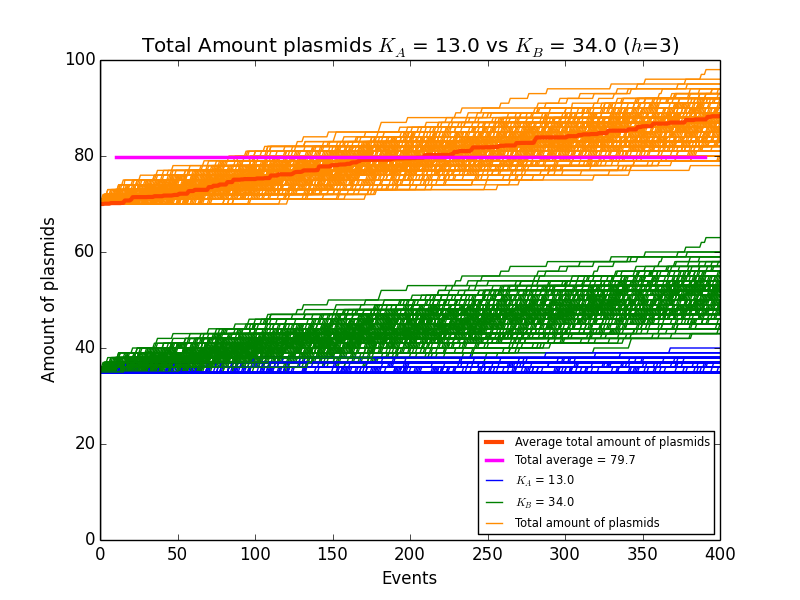 Total Amount plasmids K_A = 13.0 vs K_B = 34.0 (h=3)
100
80
60
40
20
0
Amount of plasmids
Average total amount of plasmids
Total average = 79.7
K_A = 13.0
K_B = 34.0
Total amount of plasmids
0 50 100 150 200 250 300 350 400
Events